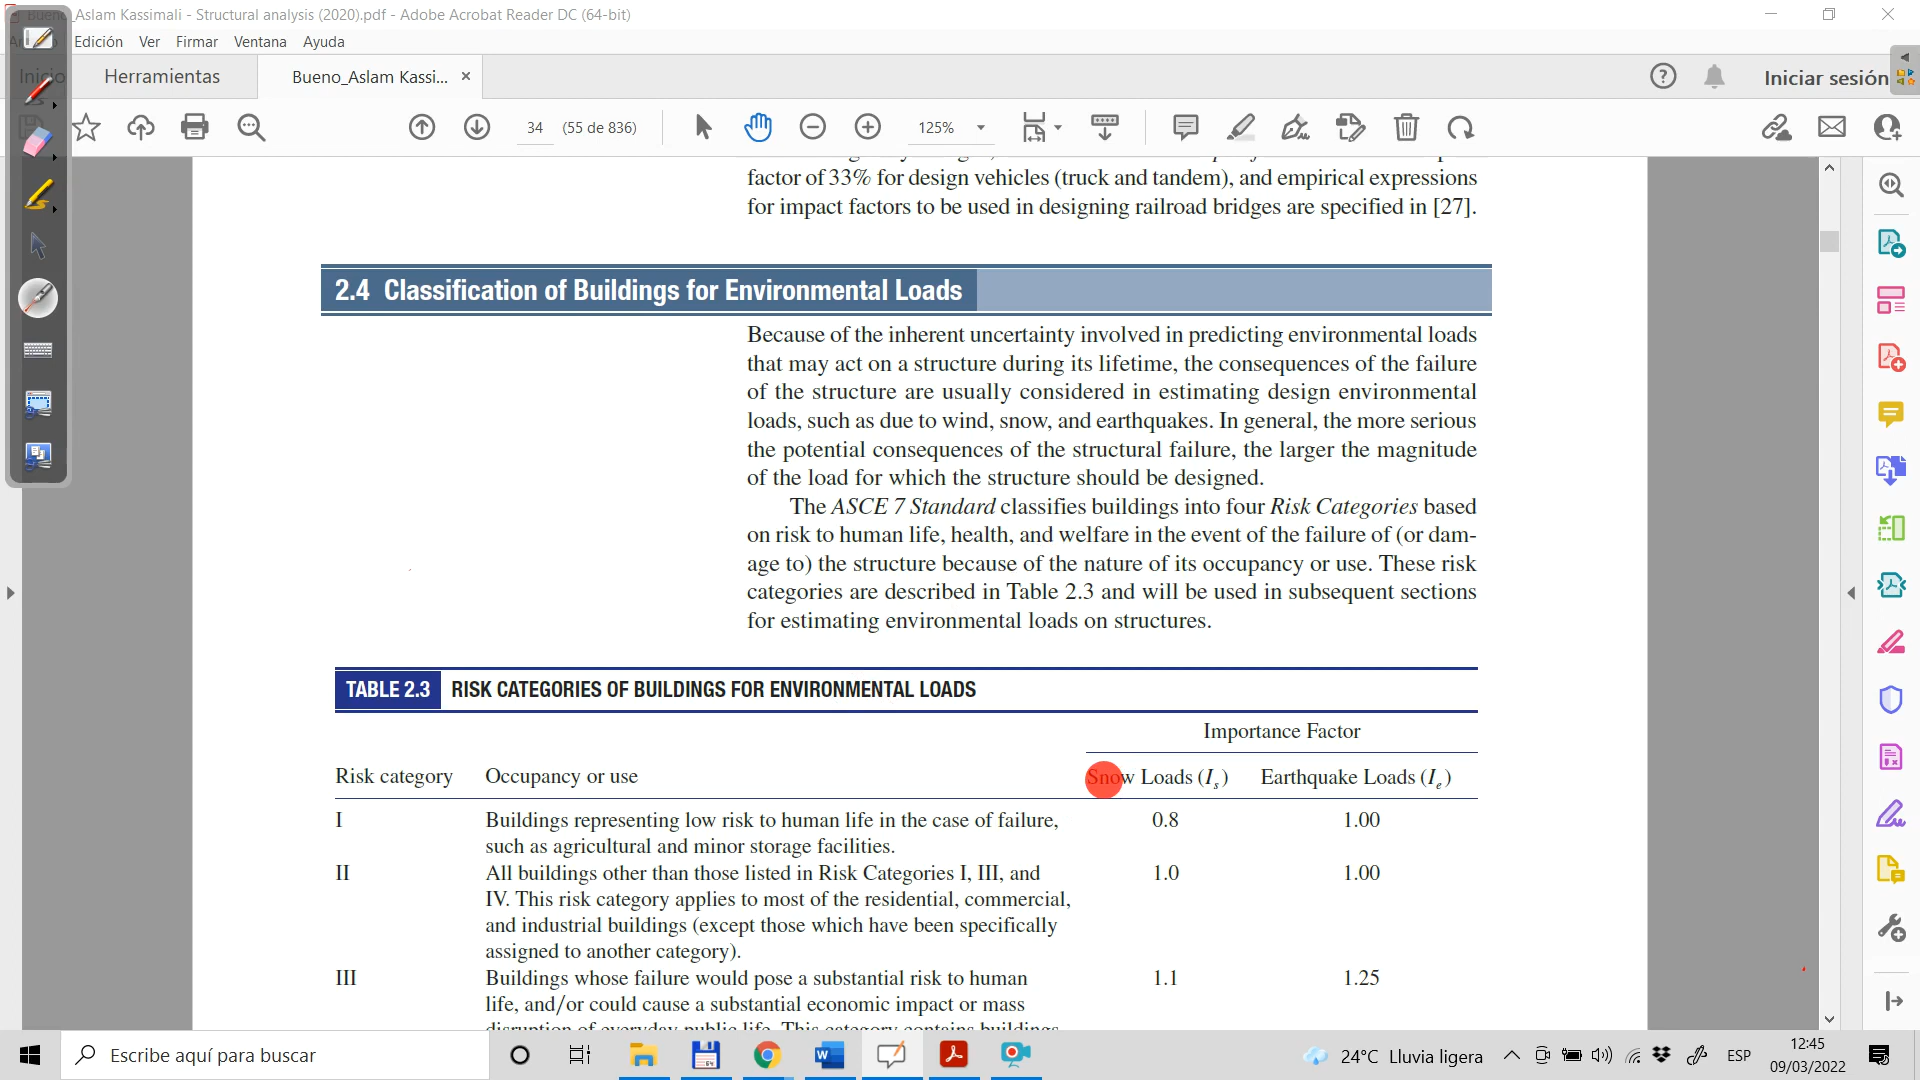 Bueno_Aslam Kassimali - Structural analysis (2020).pdf - Adobe Acrobat Reader DC (64-bit)
Edición Ver Firmar Ventana Ayuda
Inicio Herramientas Bueno_Aslam Kassi... Iniciar sesión
34 (55 de 836) 125%
factor of 33% for design vehicles (truck and tandem), and empirical expressions
for impact factors to be used in designing railroad bridges are specified in [27].
2.4 Classification of Buildings for Environmental Loads
Because of the inherent uncertainty involved in predicting environmental loads
that may act on a structure during its lifetime, the consequences of the failure
of the structure are usually considered in estimating design environmental
loads, such as due to wind, snow, and earthquakes. In general, the more serious
the potential consequences of the structural failure, the larger the magnitude
of the load for which the structure should be designed.
The ASCE 7 Standard classifies buildings into four Risk Categories based
on risk to human life, health, and welfare in the event of the failure of (or dam-
age to) the structure because of the nature of its occupancy or use. These risk
categories are described in Table 2.3 and will be used in subsequent sections
for estimating environmental loads on structures.
TABLE 2.3 RISK CATEGORIES OF BUILDINGS FOR ENVIRONMENTAL LOADS
Importance Factor
Risk category Occupancy or use Snow Loads (Is) Earthquake Loads (Ie)
I Buildings representing low risk to human life in the case of failure, 0.8 1.00
such as agricultural and minor storage facilities.
II All buildings other than those listed in Risk Categories I, III, and 1.0 1.00
IV. This risk category applies to most of the residential, commercial,
and industrial buildings (except those which have been specifically
assigned to another category).
III Buildings whose failure would pose a substantial risk to human 1.1 1.25
life, and/or could cause a substantial economic impact or mass
disruption of everyday public life. This category contains buildings
Escribe aquí para buscar 24°C Lluvia ligera ESP 12:45
09/03/2022